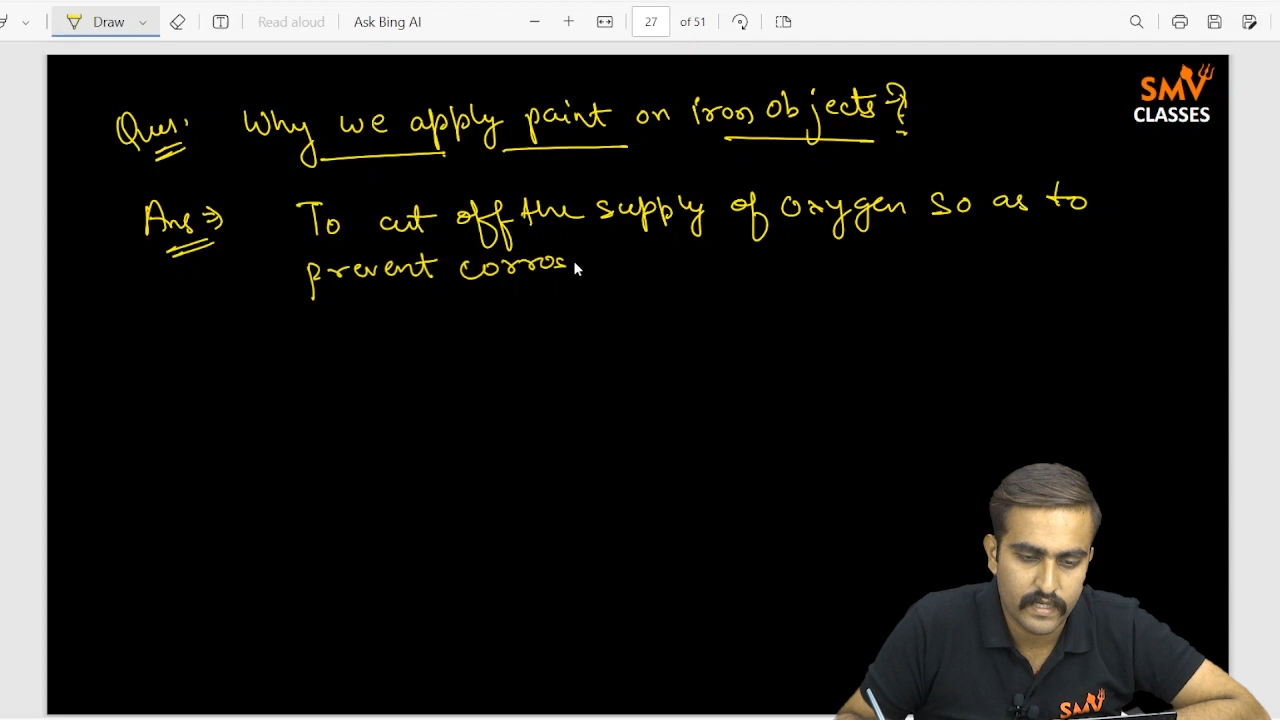 Draw
Read aloud
Ask Bing AI
27 of 51
SMV
CLASSES
Ques. Why we apply paint on iron objects?
Ans ⇒ To cut off the supply of oxygen so as to
prevent corros
SMV